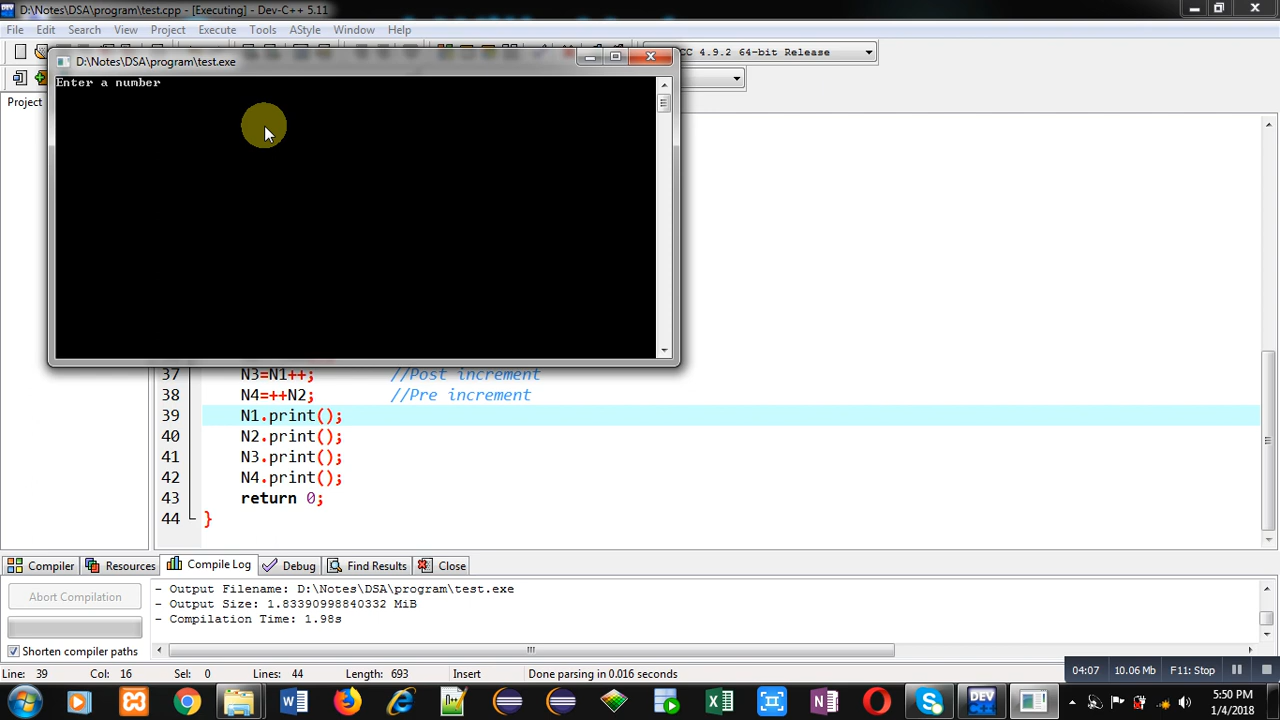 D:\Notes\DSA\program\test.cpp - [Executing] - Dev-C++ 5.11
File Edit Search View Project Execute Tools AStyle Window Help
D:\Notes\DSA\program\test.exe
CC 4.9.2 64-bit Release
Enter a number
Project
37 N3=N1++; //Post increment
38 N4=++N2; //Pre increment
39 N1.print();
40 N2.print();
41 N3.print();
42 N4.print();
43 return 0;
44 }
Compiler Resources Compile Log Debug Find Results Close
Abort Compilation
- Output Filename: D:\Notes\DSA\program\test.exe
- Output Size: 1.83390998840332 MiB
- Compilation Time: 1.98s
Shorten compiler paths
Line: 39 Col: 16 Sel: 0 Lines: 44 Length: 693 Insert Done parsing in 0.016 seconds
04:07 10.06 Mb F11: Stop
DEV
5:50 PM
1/4/2018